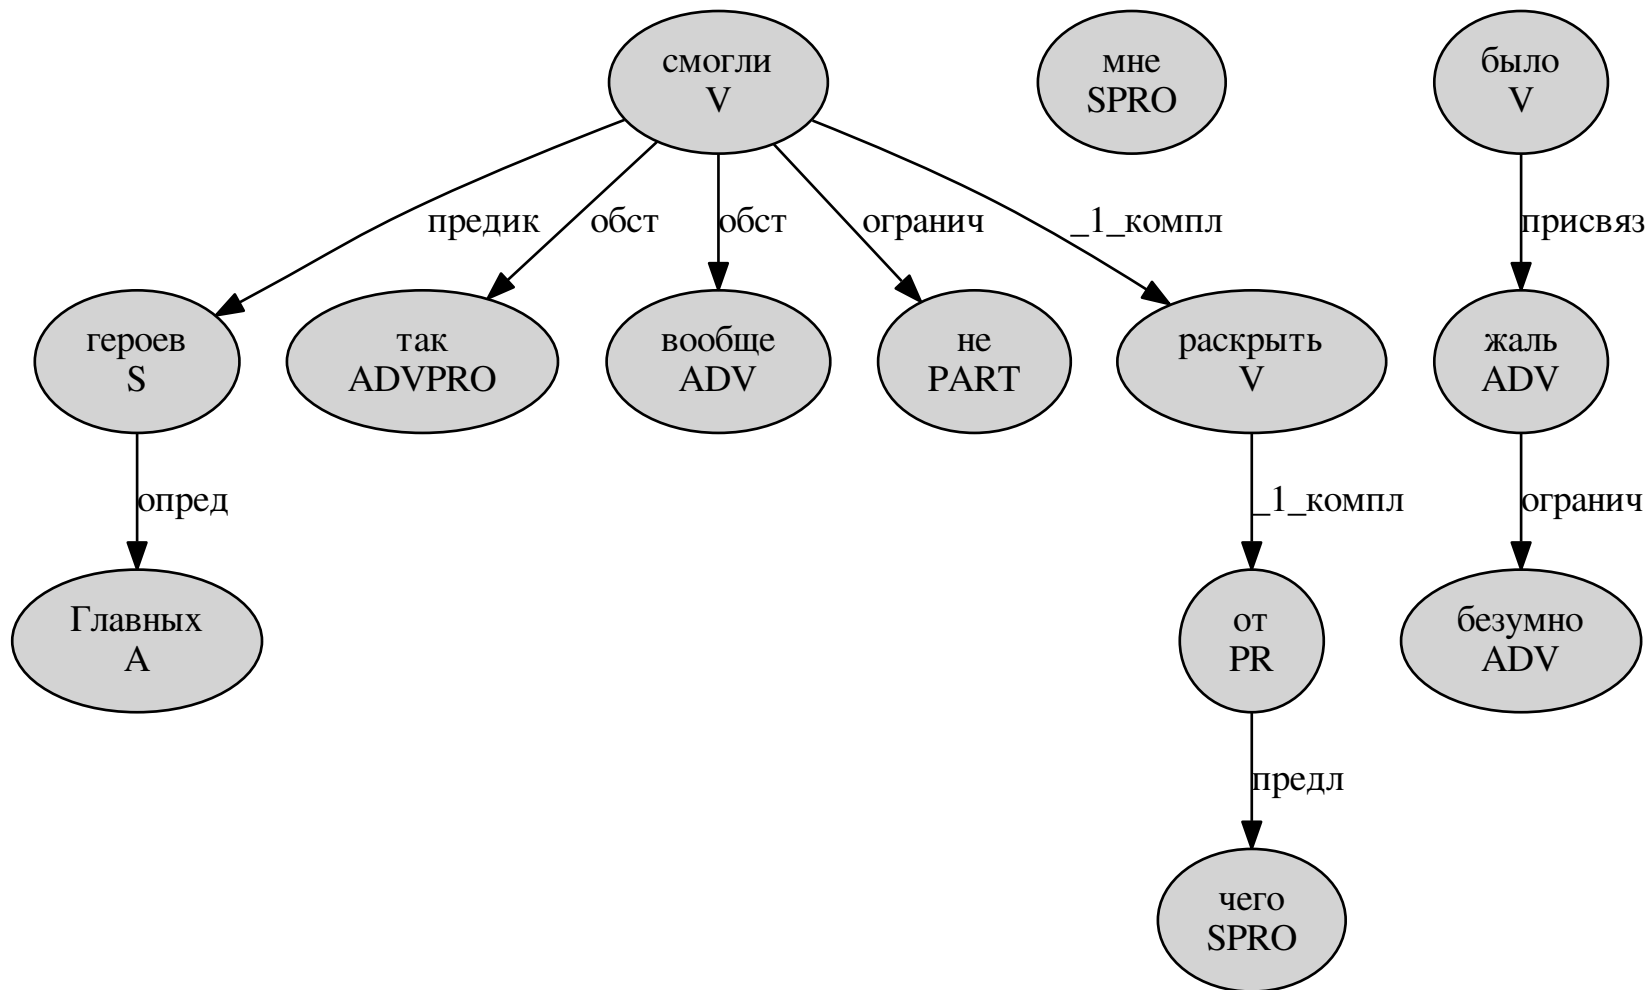 смогли
V
мне
SPRO
было
V
предик
обст
обст
огранич
_1_компл
присвяз
героев
S
так
ADVPRO
вообще
ADV
не
PART
раскрыть
V
жаль
ADV
опред
_1_компл
огранич
Главных
A
от
PR
безумно
ADV
предл
чего
SPRO